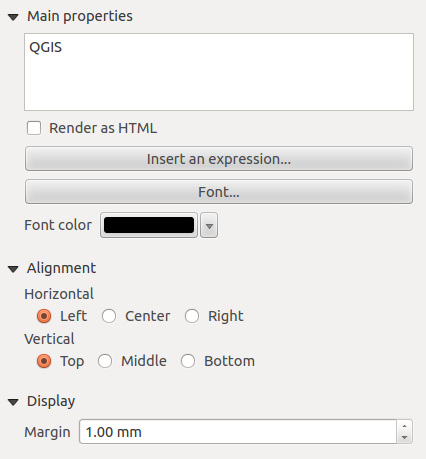 Main properties
QGIS
Render as HTML
Insert an expression...
Font...
Font color
Alignment
Horizontal
Left Center Right
Vertical
Top Middle Bottom
Display
Margin 1.00 mm